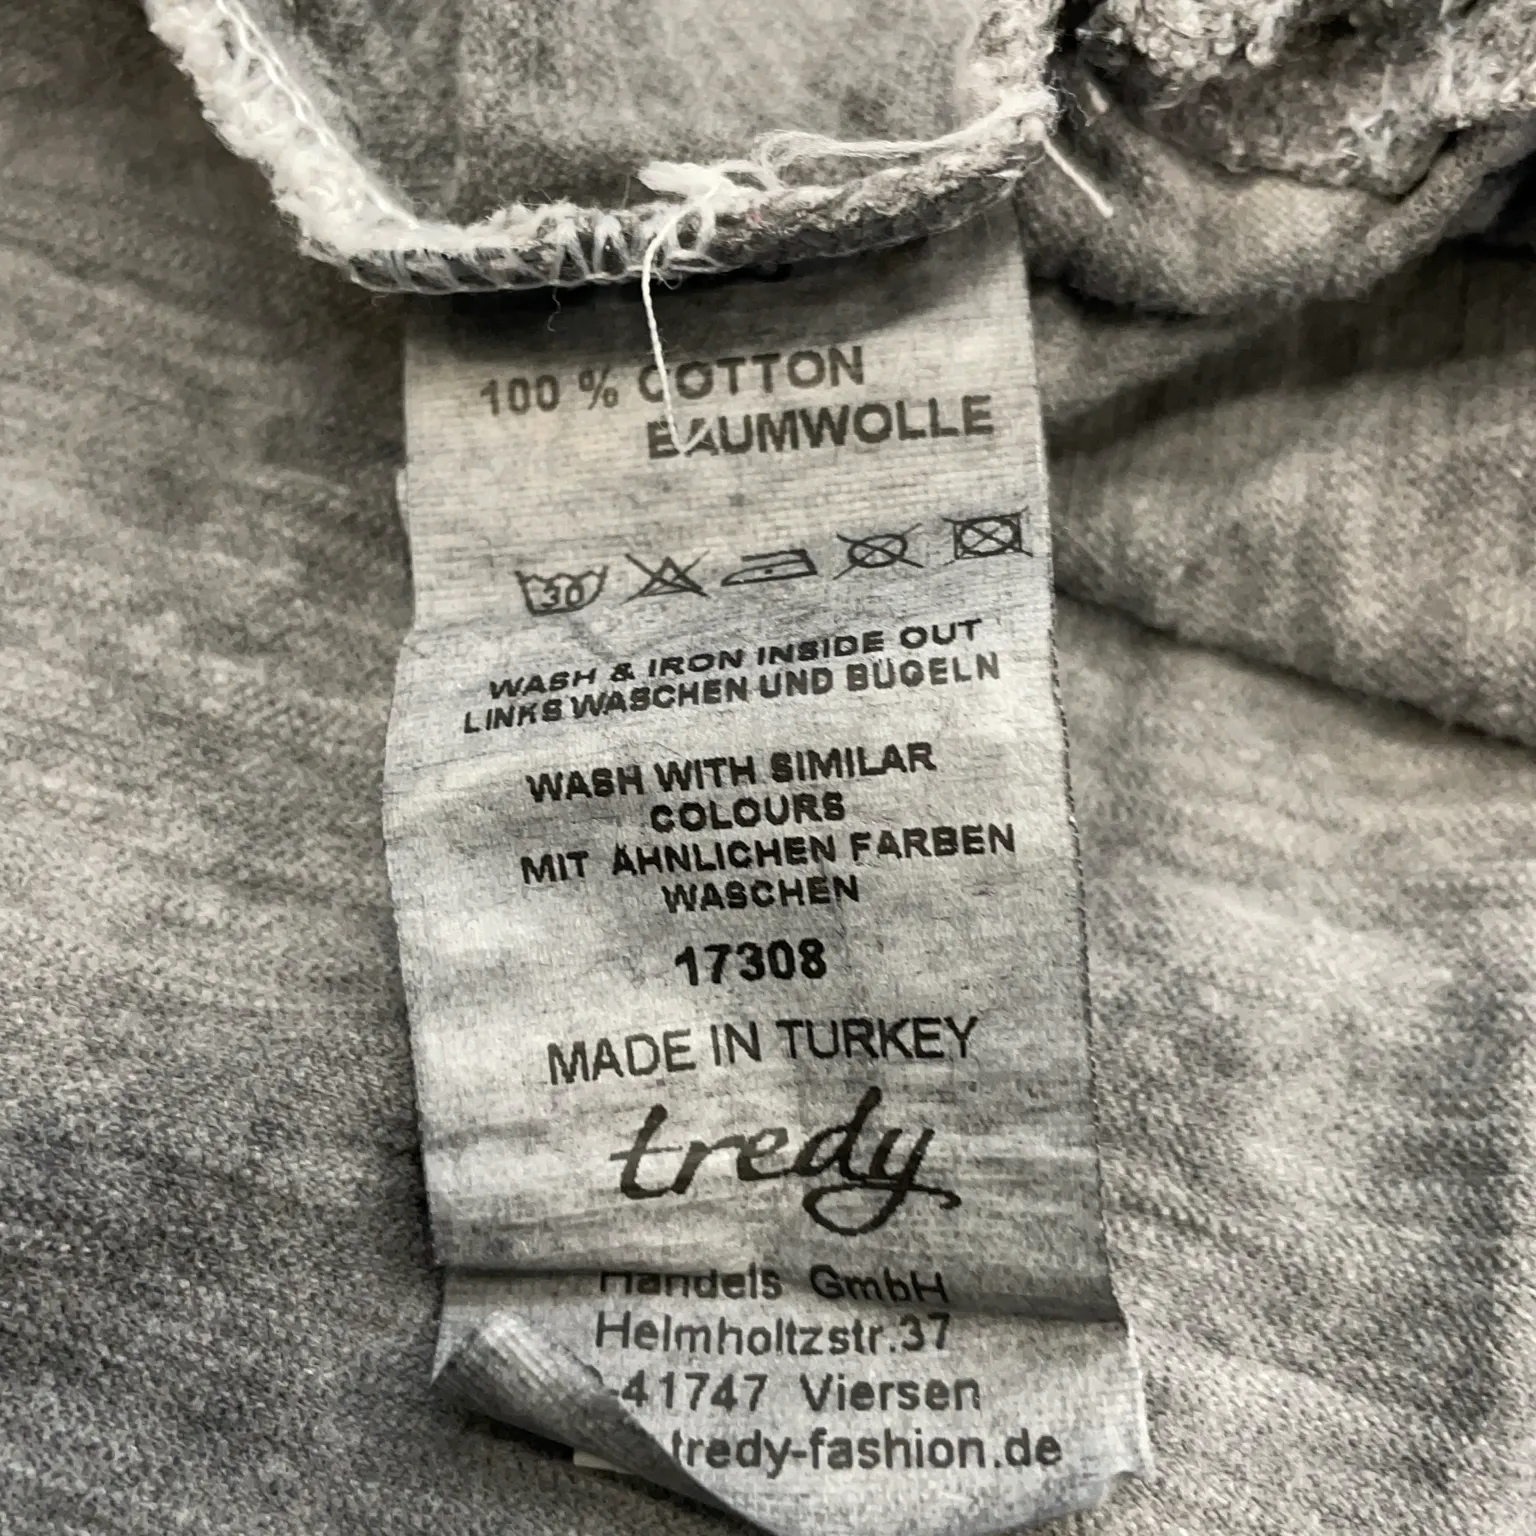 100 % COTTON
BAUMWOLLE
30
WASH & IRON INSIDE OUT
LINKS WASCHEN UND BÜGELN
WASH WITH SIMILAR
COLOURS
MIT ÄHNLICHEN FARBEN
WASCHEN
17308
MADE IN TURKEY
tredy
Handels GmbH
Helmholtzstr.37
-41747 Viersen
tredy-fashion.de